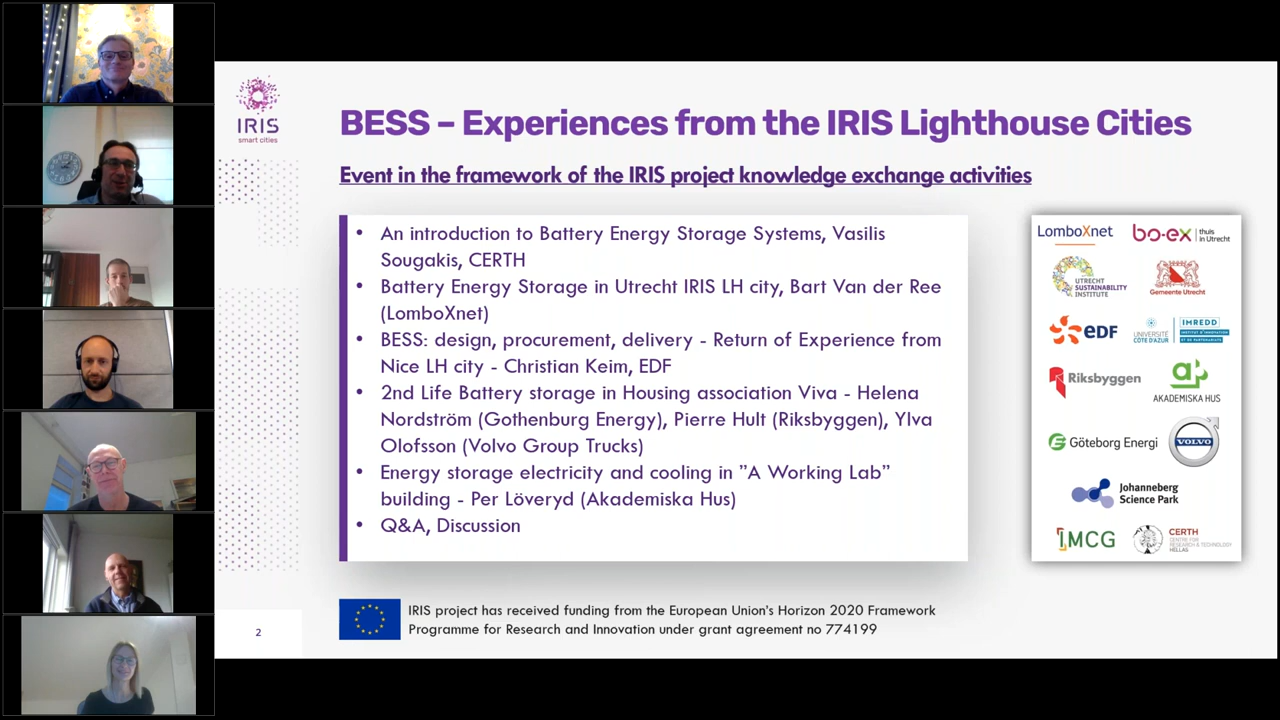 IRIS
smart cities
BESS – Experiences from the IRIS Lighthouse Cities
Event in the framework of the IRIS project knowledge exchange activities
• An introduction to Battery Energy Storage Systems, Vasilis
Sougakis, CERTH
• Battery Energy Storage in Utrecht IRIS LH city, Bart Van der Ree
(LomboXnet)
• BESS: design, procurement, delivery - Return of Experience from
Nice LH city - Christian Keim, EDF
• 2nd Life Battery storage in Housing association Viva - Helena
Nordström (Gothenburg Energy), Pierre Hult (Riksbyggen), Ylva
Olofsson (Volvo Group Trucks)
• Energy storage electricity and cooling in ”A Working Lab”
building - Per Löveryd (Akademiska Hus)
• Q&A, Discussion
LomboXnet
bo-ex | thuis
in Utrecht
UTRECHT
SUSTAINABILITY
INSTITUTE
Gemeente Utrecht
EDF
UNIVERSITÉ
CÔTE D'AZUR
IMREDD
INSTITUT D'INNOVATION
ET DE PARTENARIATS
Riksbyggen
AKADEMISKA HUS
Göteborg Energi
VOLVO
Johanneberg
Science Park
IMCG
CERTH
CENTRE FOR
RESEARCH & TECHNOLOGY
HELLAS
IRIS project has received funding from the European Union's Horizon 2020 Framework
Programme for Research and Innovation under grant agreement no 774199
2